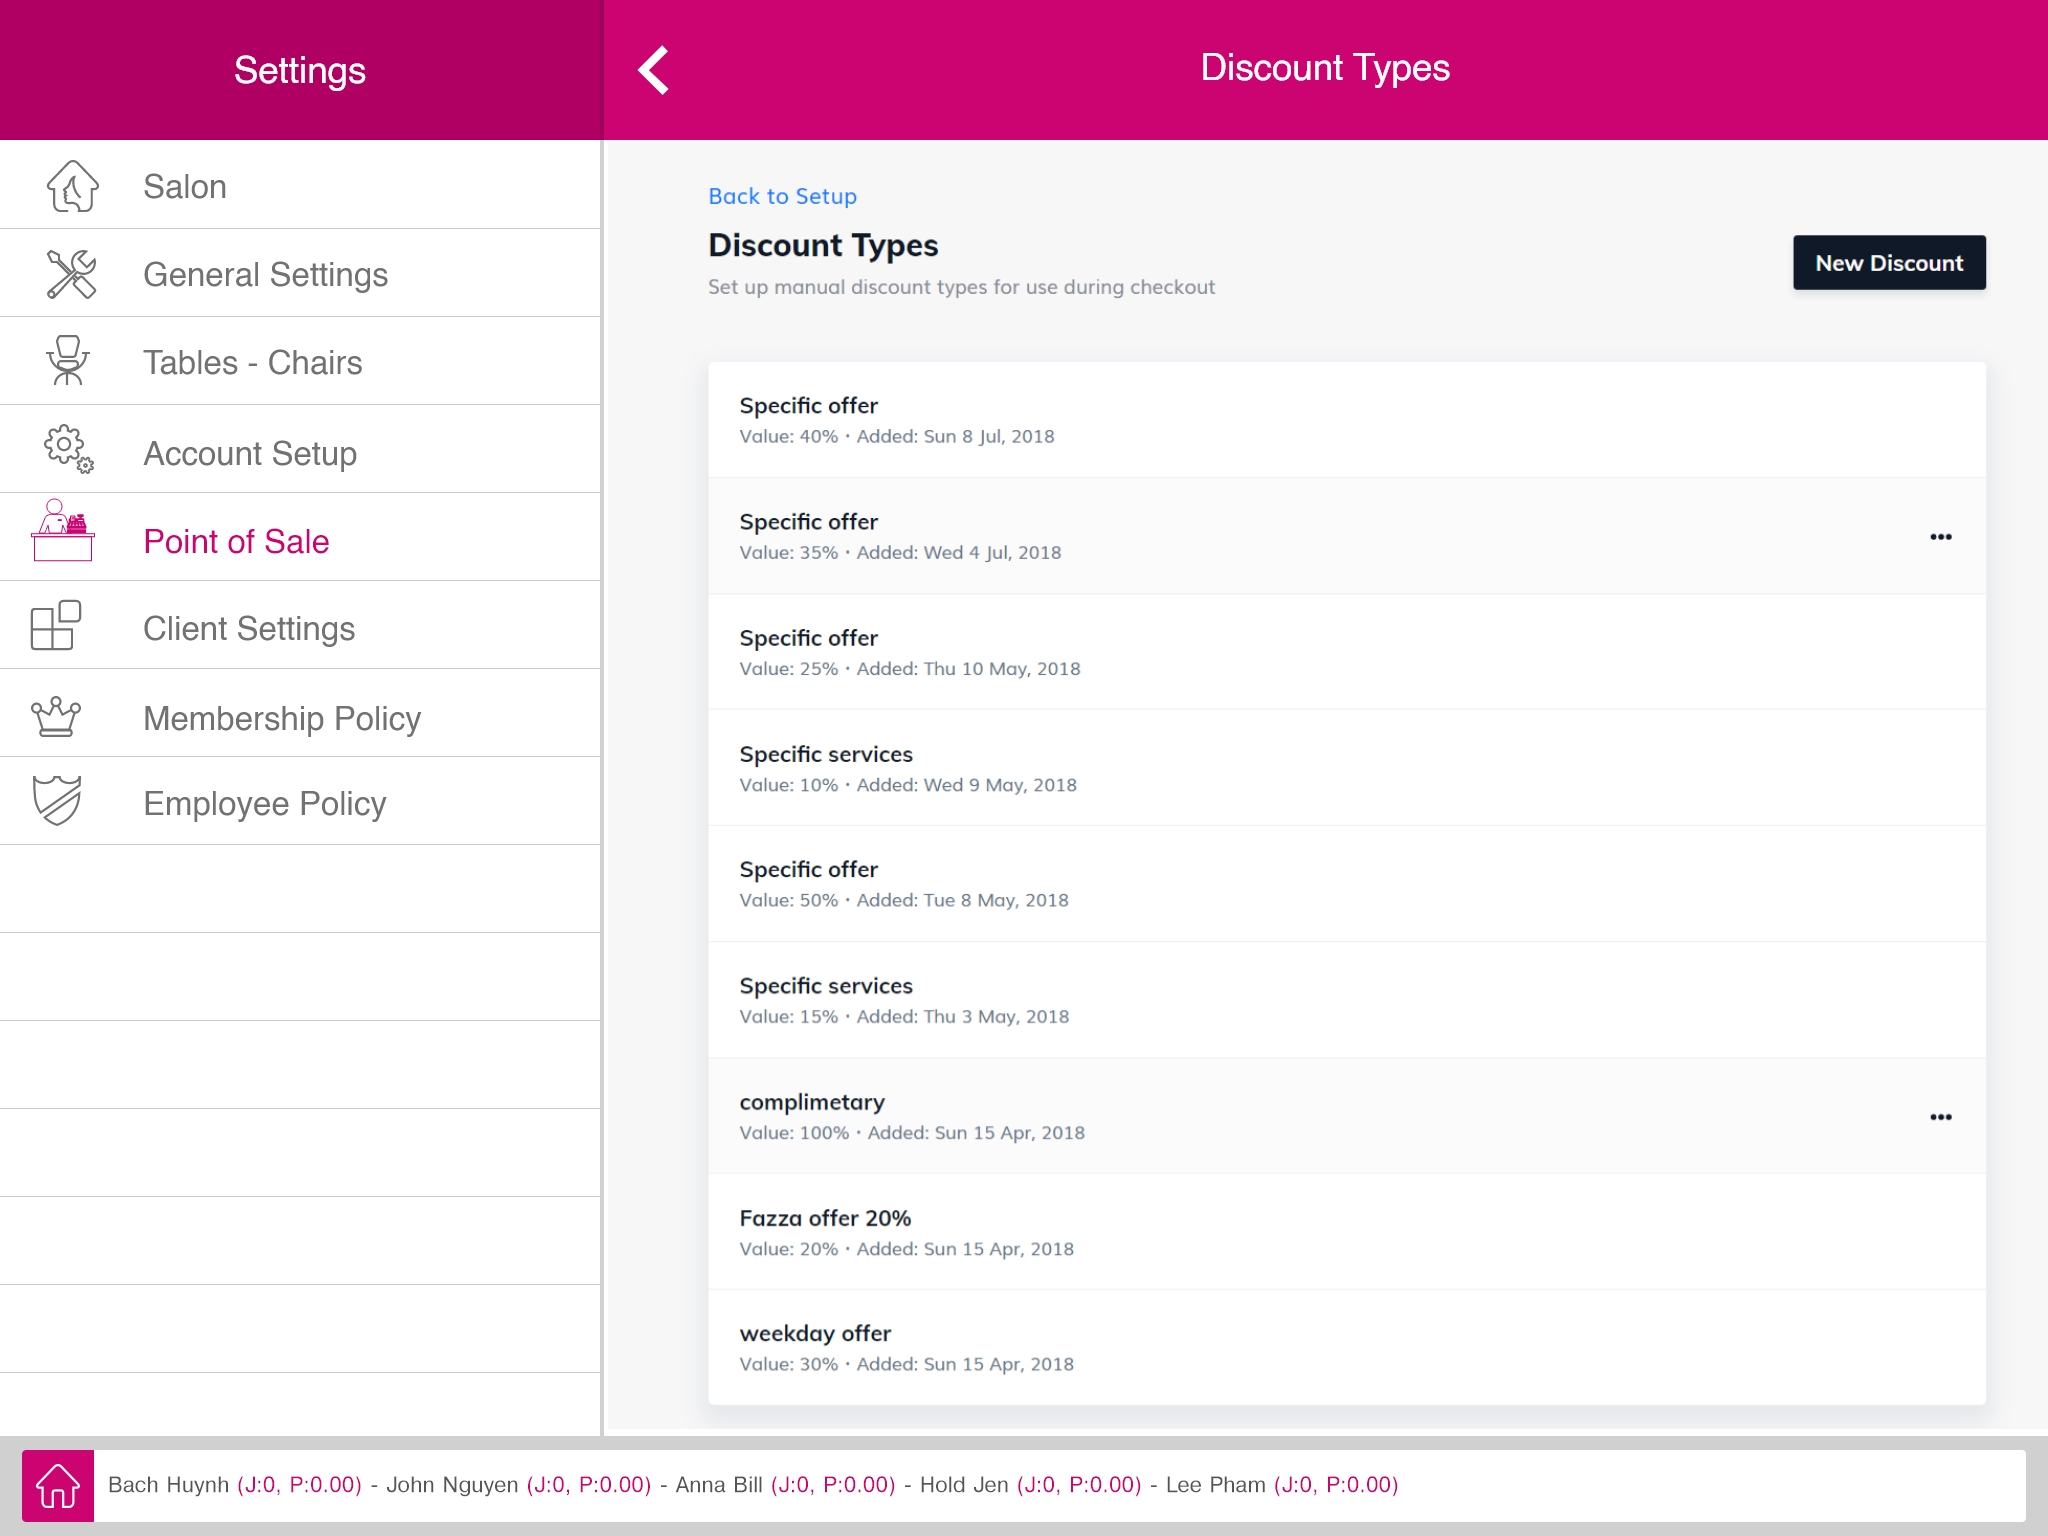 Settings
Discount Types
Salon
General Settings
Tables - Chairs
Account Setup
Point of Sale
Client Settings
Membership Policy
Employee Policy
Back to Setup
Discount Types
Set up manual discount types for use during checkout
New Discount
Specific offer
Value: 40% · Added: Sun 8 Jul, 2018
Specific offer
Value: 35% · Added: Wed 4 Jul, 2018
Specific offer
Value: 25% · Added: Thu 10 May, 2018
Specific services
Value: 10% · Added: Wed 9 May, 2018
Specific offer
Value: 50% · Added: Tue 8 May, 2018
Specific services
Value: 15% · Added: Thu 3 May, 2018
complimetary
Value: 100% · Added: Sun 15 Apr, 2018
Fazza offer 20%
Value: 20% · Added: Sun 15 Apr, 2018
weekday offer
Value: 30% · Added: Sun 15 Apr, 2018
Bach Huynh (J:0, P:0.00) - John Nguyen (J:0, P:0.00) - Anna Bill (J:0, P:0.00) - Hold Jen (J:0, P:0.00) - Lee Pham (J:0, P:0.00)